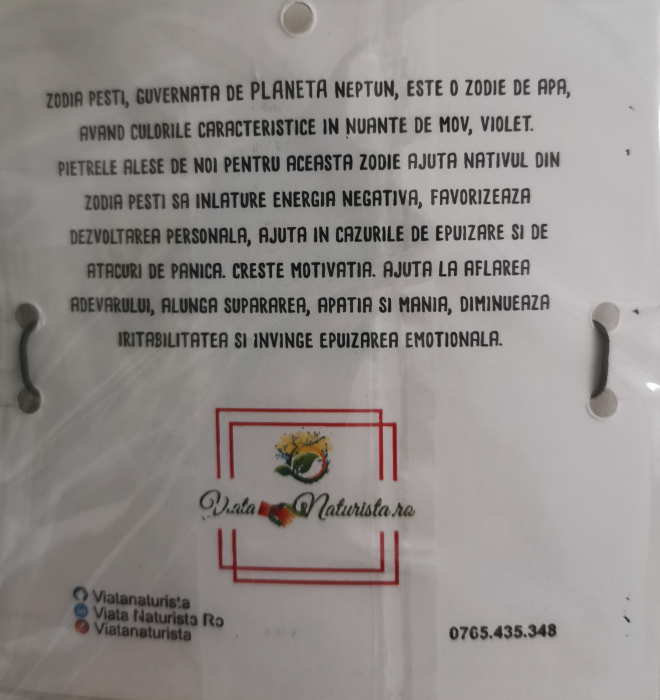 ZODIA PESTI, GUVERNATA DE PLANETA NEPTUN, ESTE O ZODIE DE APA,
AVAND CULORILE CARACTERISTICE IN NUANTE DE MOV, VIOLET.
PIETRELE ALESE DE NOI PENTRU ACEASTA ZODIE AJUTA NATIVUL DIN
ZODIA PESTI SA INLATURE ENERGIA NEGATIVA, FAVORIZEAZA
DEZVOLTAREA PERSONALA, AJUTA IN CAZURILE DE EPUIZARE SI DE
ATACURI DE PANICA. CRESTE MOTIVATIA. AJUTA LA AFLAREA
ADEVARULUI, ALUNGA SUPARAREA, APATIA SI MANIA, DIMINUEAZA
IRITABILITATEA SI INVINGE EPUIZAREA EMOTIONALA.
Viata Naturista.ro
Viatanaturista
Viata Naturista Ro
Viatanaturista
0765.435.348